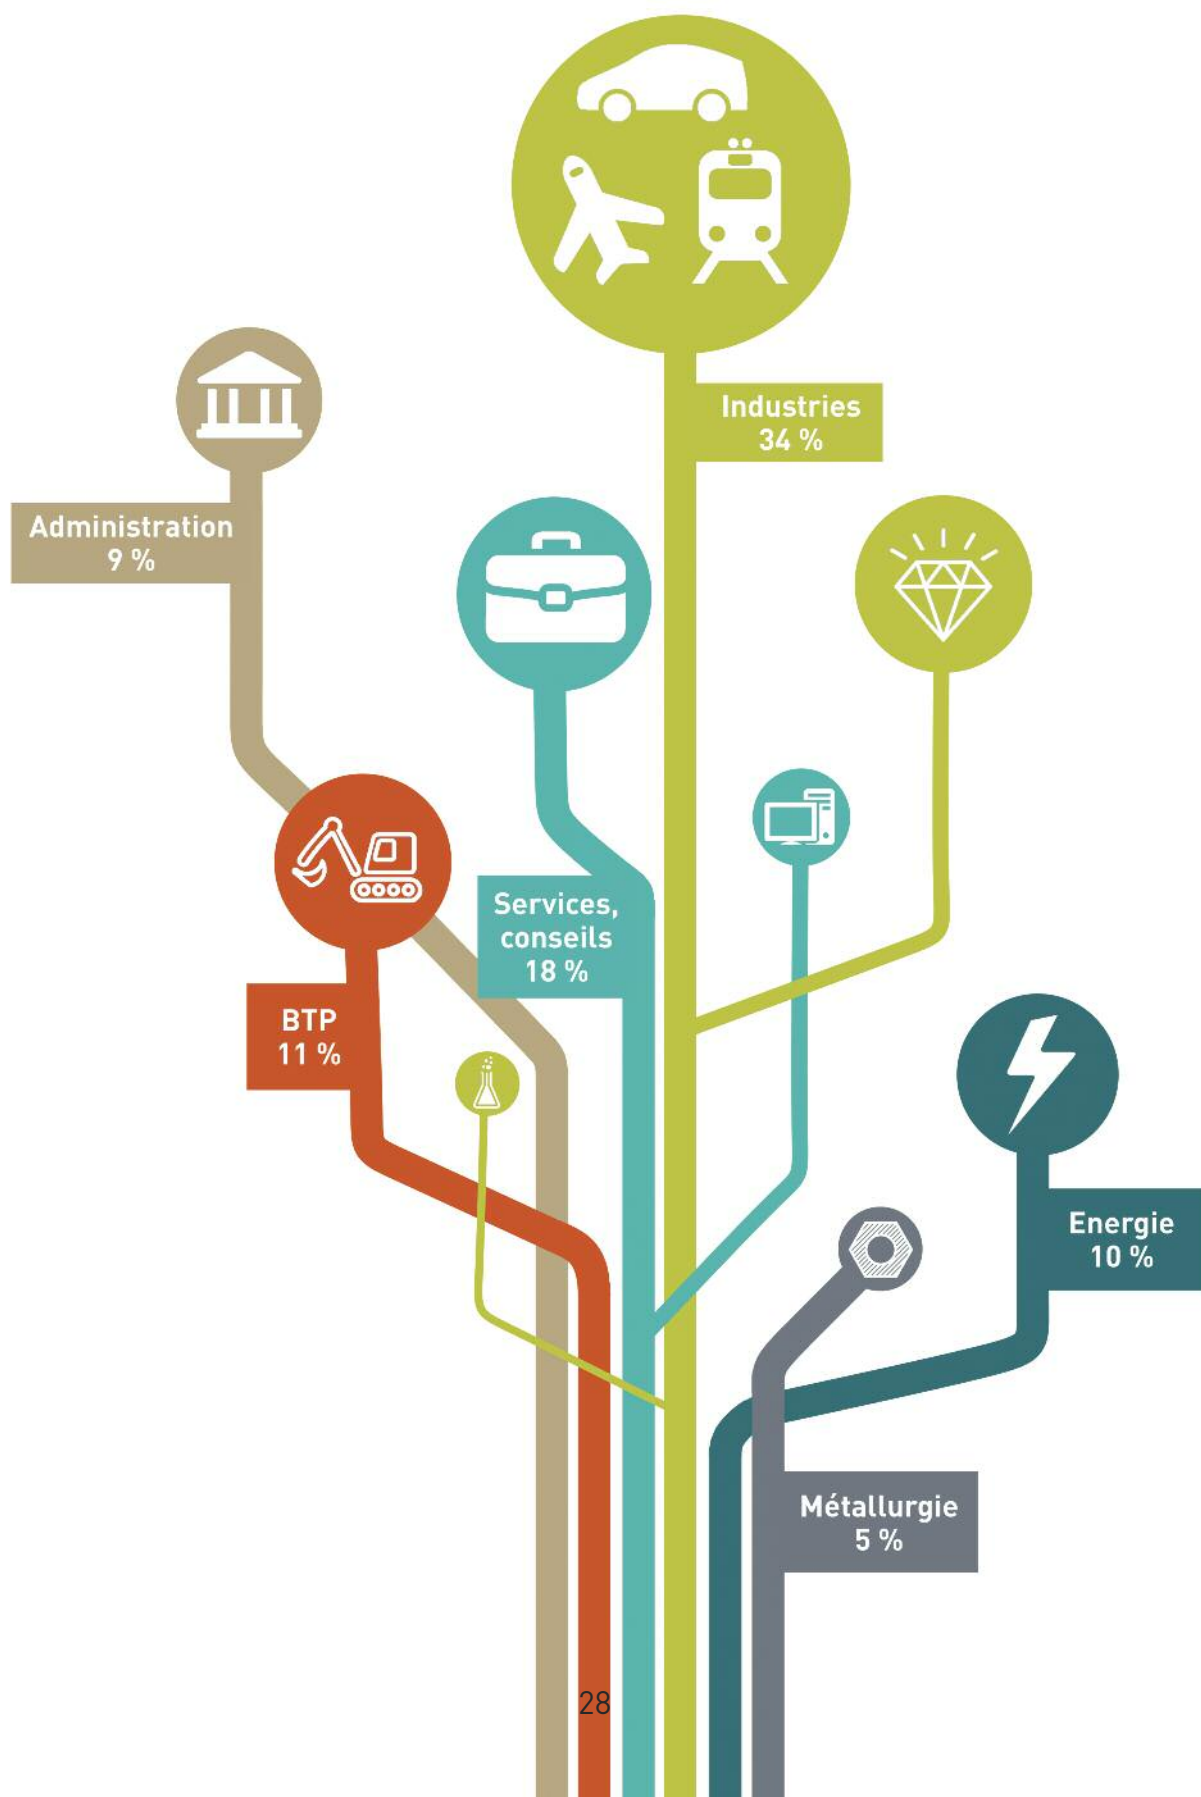 Industries
34 %
Administration
9 %
Services,
conseils
18 %
BTP
11 %
Energie
10 %
Métallurgie
5 %
28